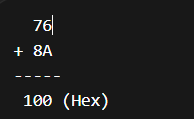 76
+ 8A
-----
100 (Hex)